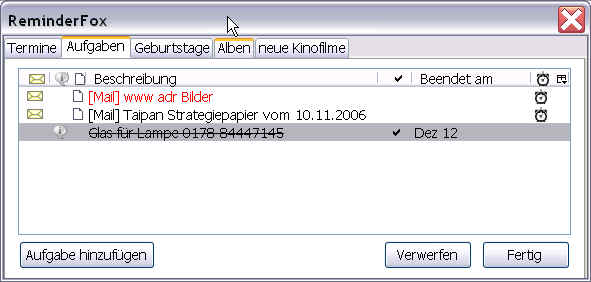 ReminderFox
Termine Aufgaben Geburtstage Alben neue Kinofilme
Beschreibung Beendet am
[Mail] www adr Bilder
[Mail] Taipan Strategiepapier vom 10.11.2006
Glas für Lampe 0178 84447145 Dez 12
Aufgabe hinzufügen Verwerfen Fertig